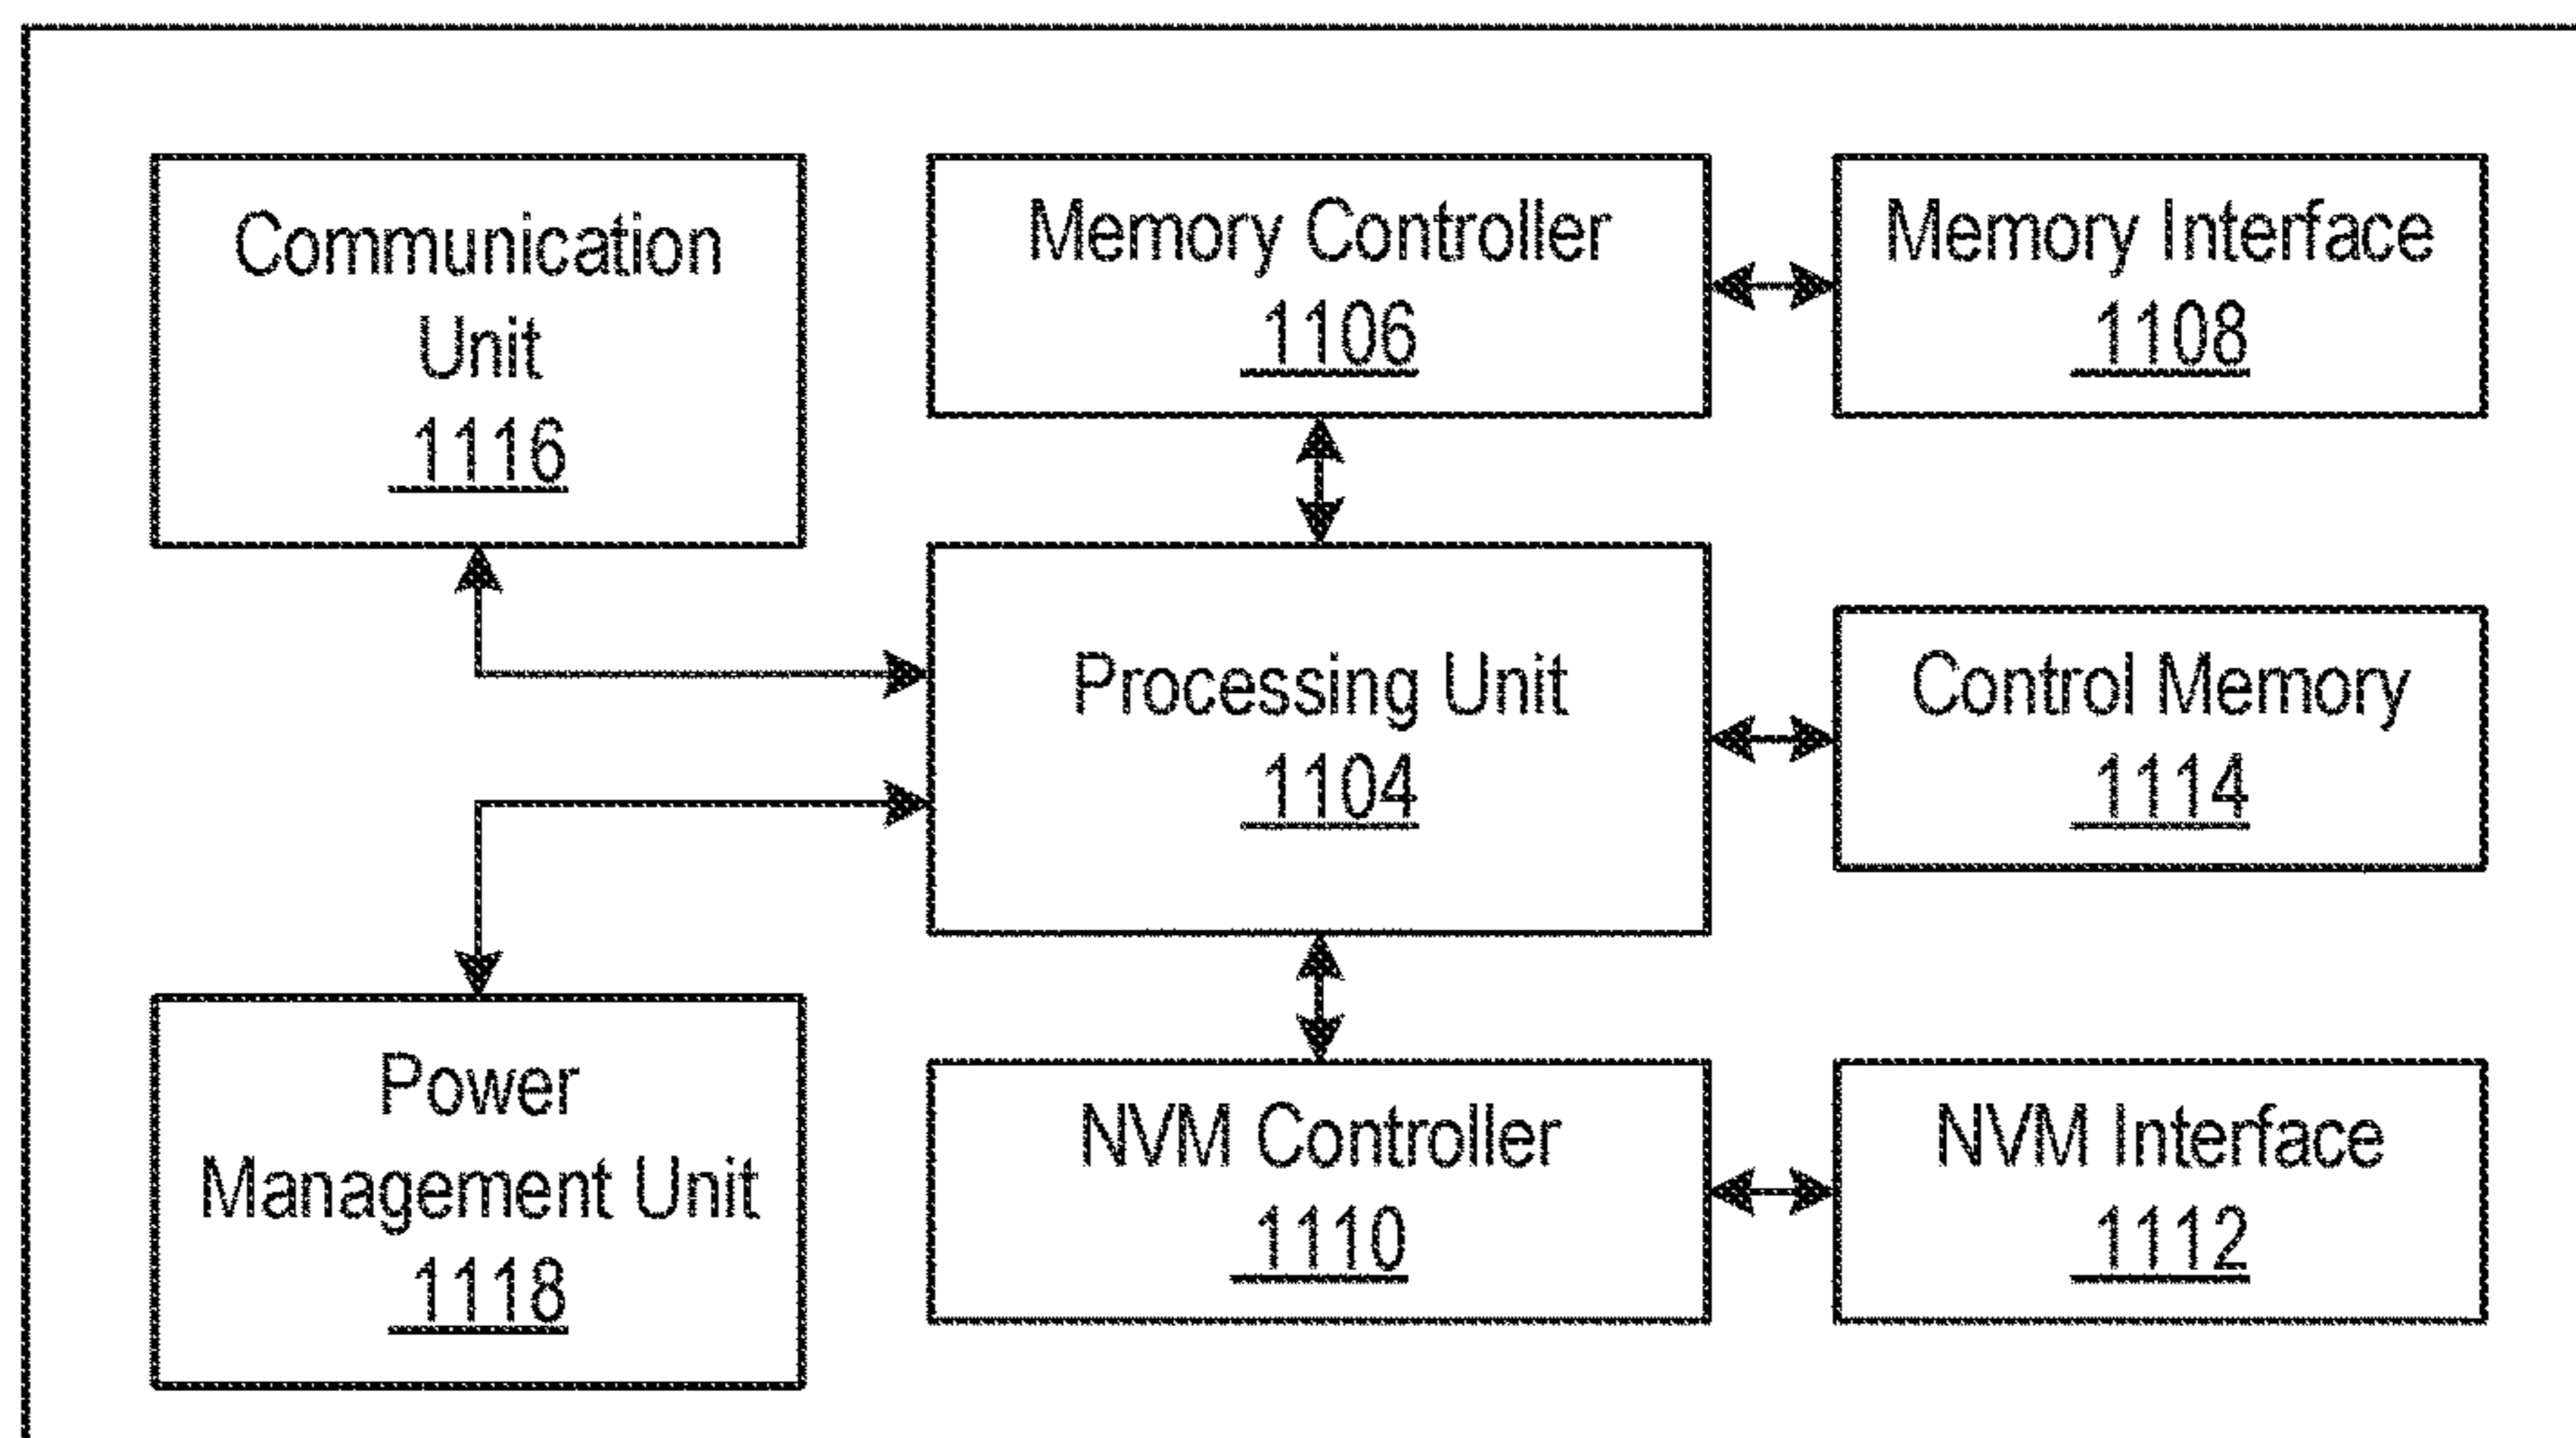 Communication
Unit
1116
Memory Controller
1106
Memory Interface
1108
Processing Unit
1104
Control Memory
1114
Power
Management Unit
1118
NVM Controller
1110
NVM Interface
1112